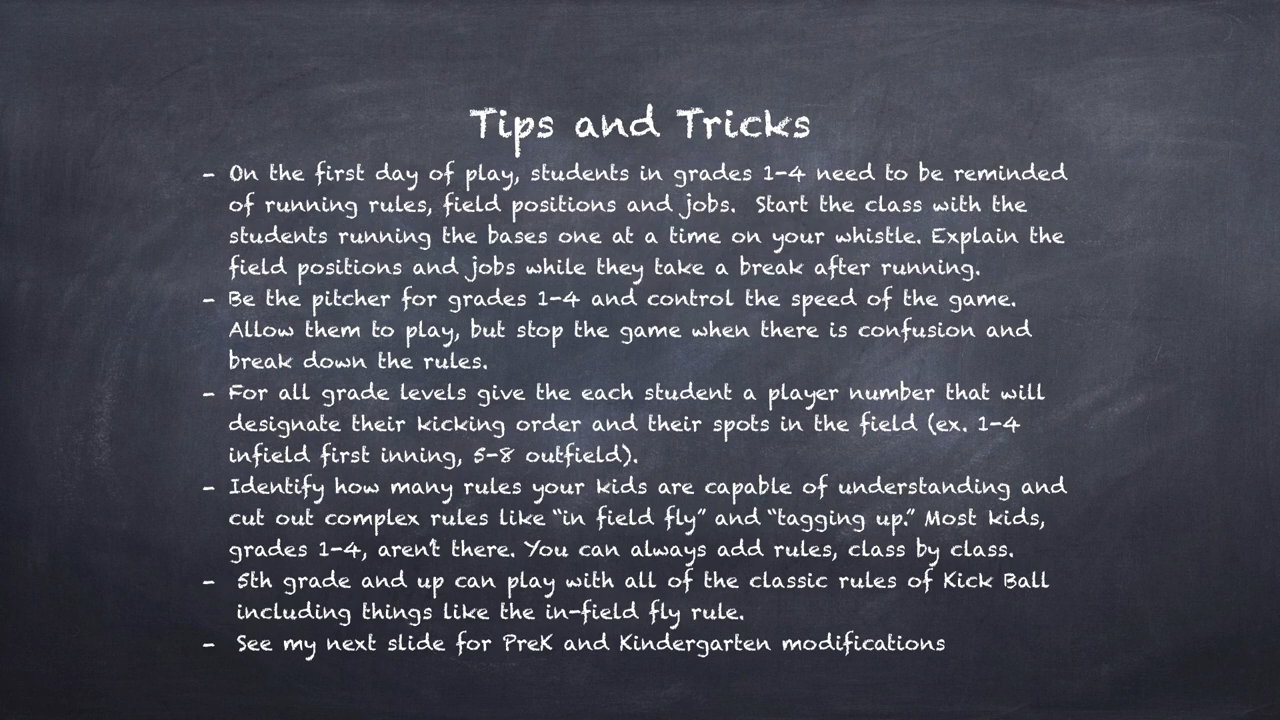 Tips and Tricks
- On the first day of play, students in grades 1-4 need to be reminded
of running rules, field positions and jobs.  Start the class with the
students running the bases one at a time on your whistle. Explain the
field positions and jobs while they take a break after running.
- Be the pitcher for grades 1-4 and control the speed of the game.
Allow them to play, but stop the game when there is confusion and
break down the rules.
- For all grade levels give the each student a player number that will
designate their kicking order and their spots in the field (ex. 1-4
infield first inning, 5-8 outfield).
- Identify how many rules your kids are capable of understanding and
cut out complex rules like “in field fly” and “tagging up.” Most kids,
grades 1-4, aren’t there. You can always add rules, class by class.
- 5th grade and up can play with all of the classic rules of Kick Ball
including things like the in-field fly rule.
- See my next slide for PreK and Kindergarten modifications